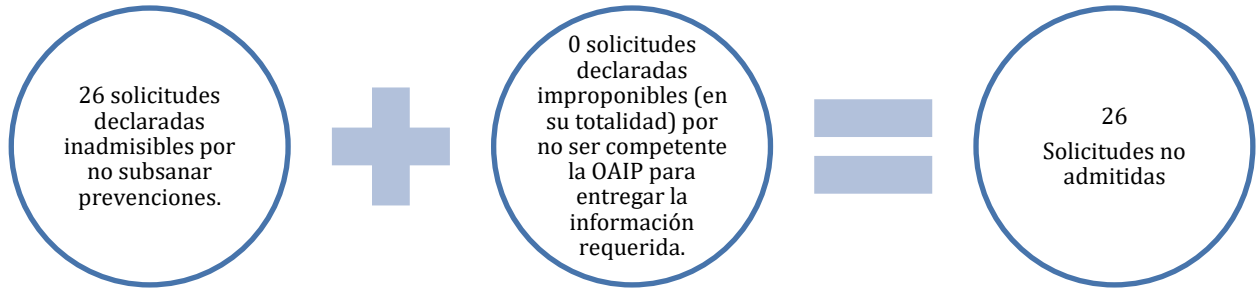 26 solicitudes
declaradas
inadmisibles por
no subsanar
prevenciones.
0 solicitudes
declaradas
improponibles (en
su totalidad) por
no ser competente
la OAIP para
entregar la
información
requerida.
26
Solicitudes no
admitidas